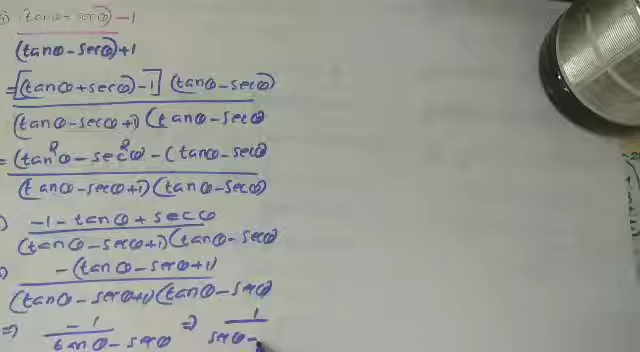 (tanθ - secθ) - 1
(tanθ - secθ) + 1
= [(tanθ + secθ) - 1] (tanθ - secθ)
(tanθ - secθ + 1) (tanθ - secθ
= (tan²θ - sec²θ - (tanθ - secθ)
(tanθ - secθ + 1) (tanθ - secθ)
-1 - tanθ + secθ
(tanθ - secθ + 1) (tanθ - secθ)
- (tanθ - secθ + 1)
(tanθ - secθ + 1) (tanθ - secθ)
⇒ -1 ⇒ 1
tanθ - secθ secθ -